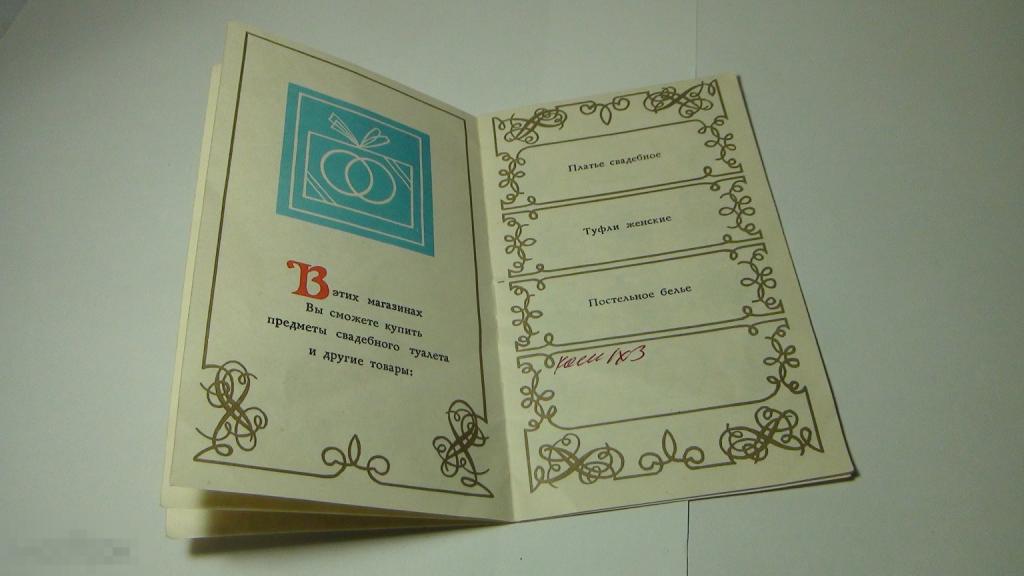 В этих магазинах
Вы сможете купить
предметы свадебного туалета
и другие товары:
Платье свадебное
Туфли женские
Постельное белье